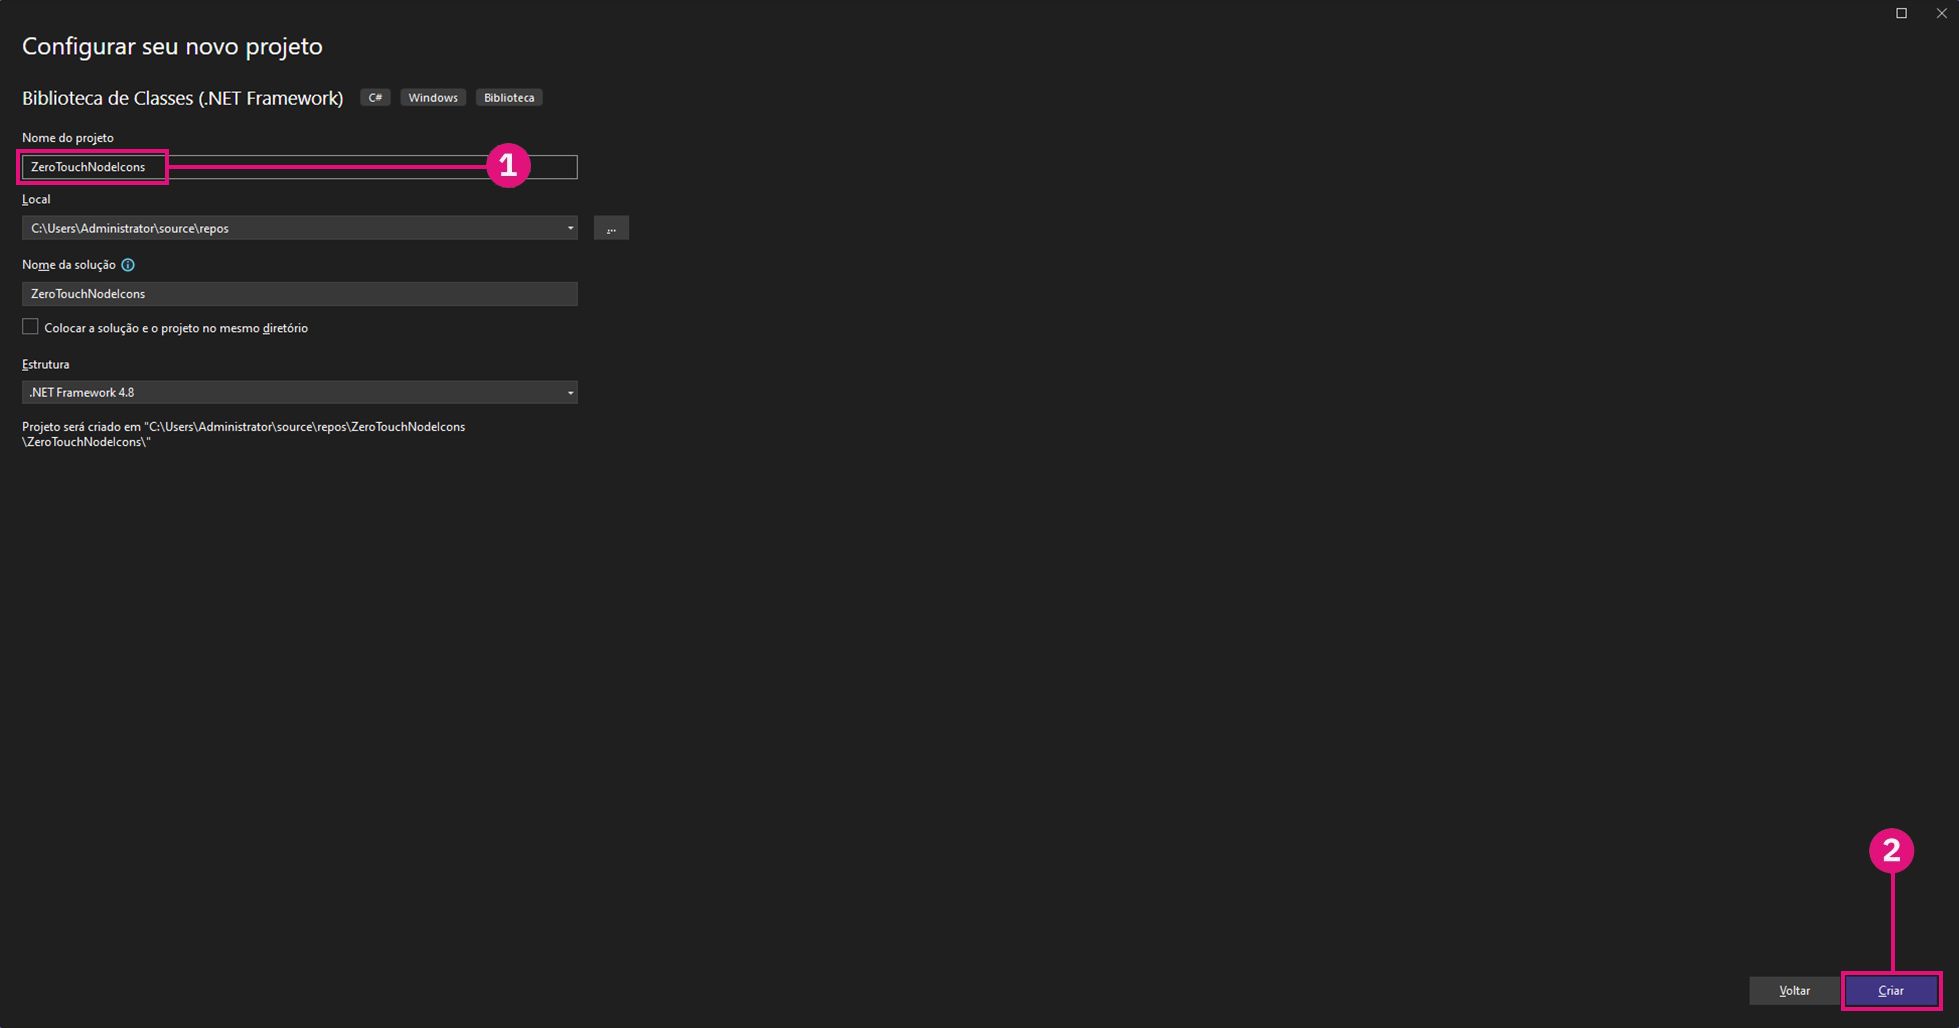 Configurar seu novo projeto
Biblioteca de Classes (.NET Framework) C# Windows Biblioteca
Nome do projeto
ZeroTouchNodeIcons 1
Local
C:\Users\Administrator\source\repos ...
Nome da solução
ZeroTouchNodeIcons
Colocar a solução e o projeto no mesmo diretório
Estrutura
.NET Framework 4.8
Projeto será criado em "C:\Users\Administrator\source\repos\ZeroTouchNodeIcons
\ZeroTouchNodeIcons\"
2
Voltar Criar